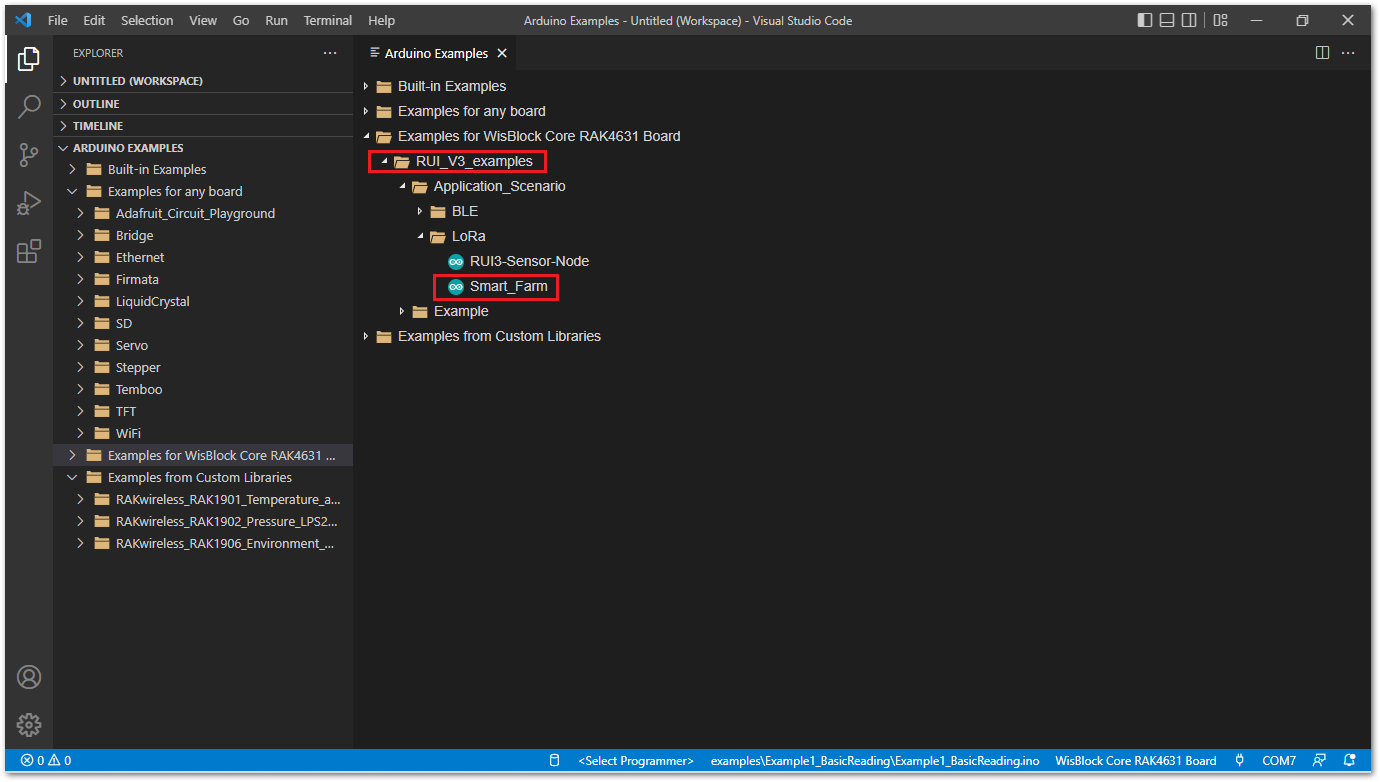 File Edit Selection View Go Run Terminal Help
Arduino Examples - Untitled (Workspace) - Visual Studio Code
EXPLORER
UNTITLED (WORKSPACE)
OUTLINE
TIMELINE
ARDUINO EXAMPLES
Built-in Examples
Examples for any board
Adafruit_Circuit_Playground
Bridge
Ethernet
Firmata
LiquidCrystal
SD
Servo
Stepper
Temboo
TFT
WiFi
Examples for WisBlock Core RAK4631 ...
Examples from Custom Libraries
RAKwireless_RAK1901_Temperature_a...
RAKwireless_RAK1902_Pressure_LPS2...
RAKwireless_RAK1906_Environment_...
Arduino Examples
Built-in Examples
Examples for any board
Examples for WisBlock Core RAK4631 Board
RUI_V3_examples
Application_Scenario
BLE
LoRa
RUI3-Sensor-Node
Smart_Farm
Example
Examples from Custom Libraries
0 0
<Select Programmer> examples\Example1_BasicReading\Example1_BasicReading.ino WisBlock Core RAK4631 Board COM7